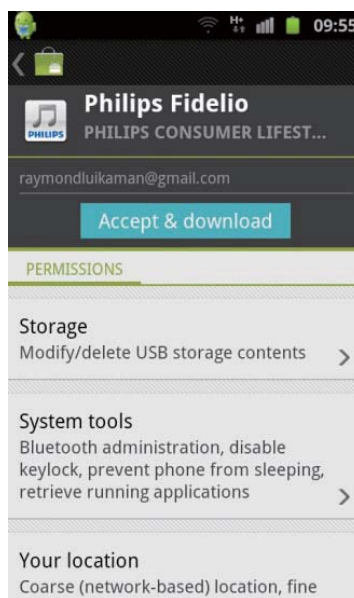 H+
09:55
PHILIPS
Philips Fidelio
PHILIPS CONSUMER LIFEST...
raymondluikaman@gmail.com
Accept & download
PERMISSIONS
Storage
Modify/delete USB storage contents
System tools
Bluetooth administration, disable
keylock, prevent phone from sleeping,
retrieve running applications
Your location
Coarse (network-based) location, fine